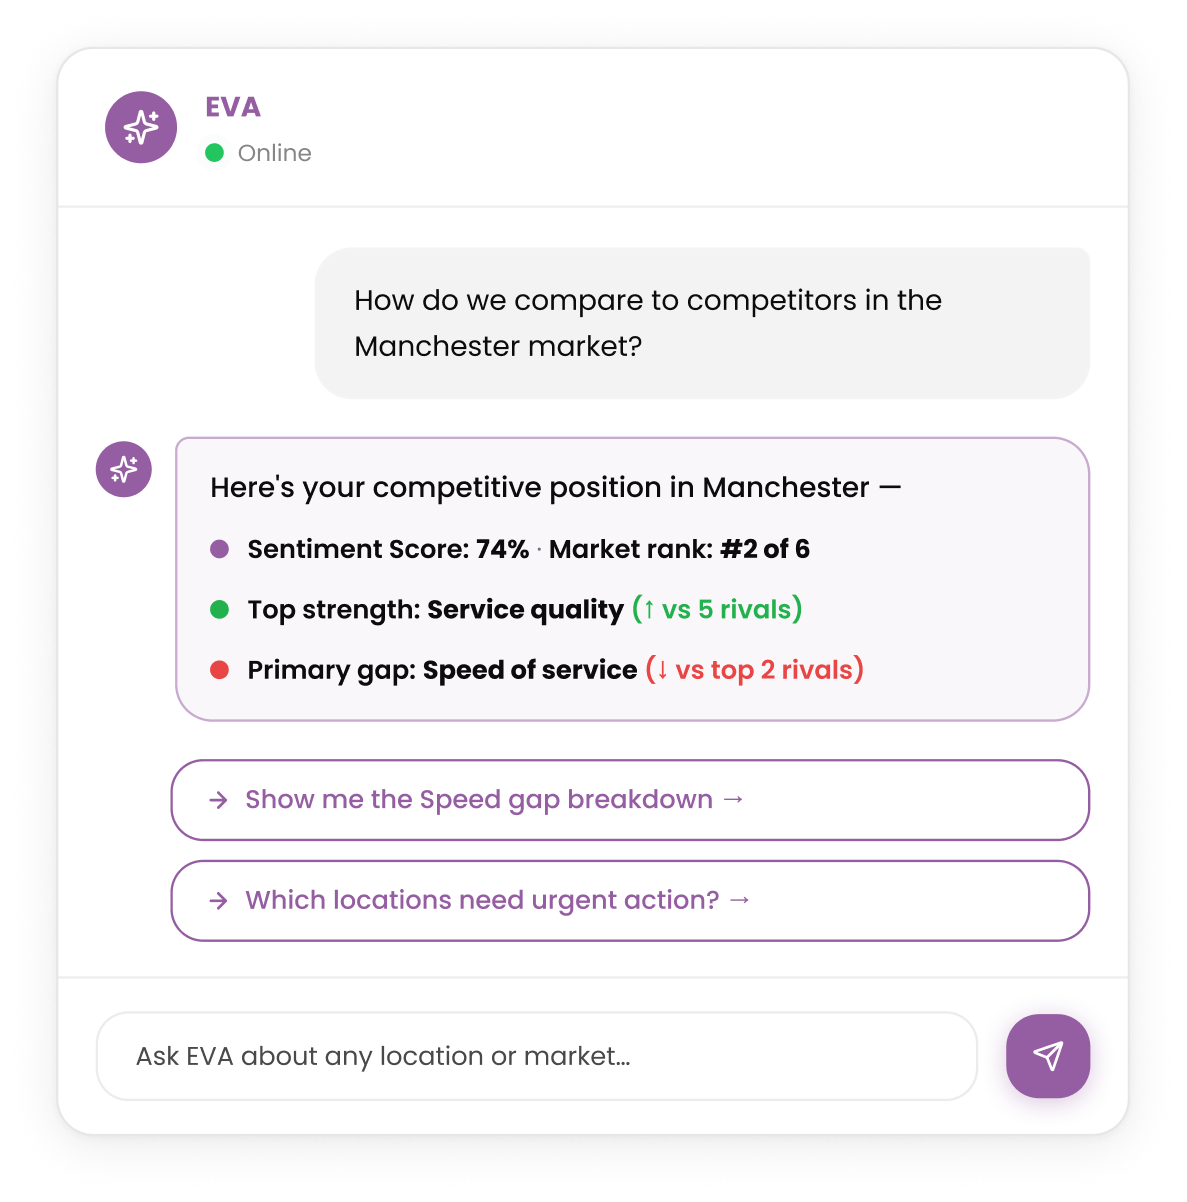 EVA
Online
How do we compare to competitors in the
Manchester market?
Here's your competitive position in Manchester —
Sentiment Score: 74% · Market rank: #2 of 6
Top strength: Service quality (↑ vs 5 rivals)
Primary gap: Speed of service (↓ vs top 2 rivals)
→ Show me the Speed gap breakdown →
→ Which locations need urgent action? →
Ask EVA about any location or market...